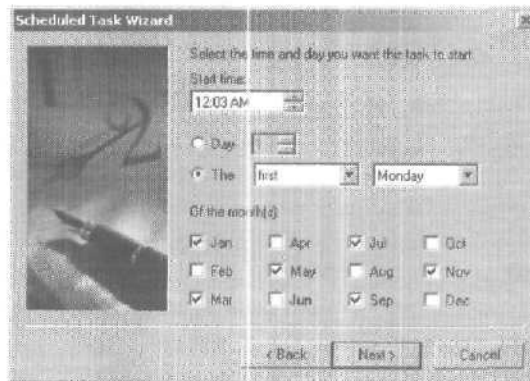 Scheduled Task Wizard
Select the time and day you want this task to start.
Start time:
12:03 AM
Day 1
The first Monday
Of the month(s):
Jan Apr Jul Oct
Feb May Aug Nov
Mar Jun Sep Dec
< Back Next > Cancel